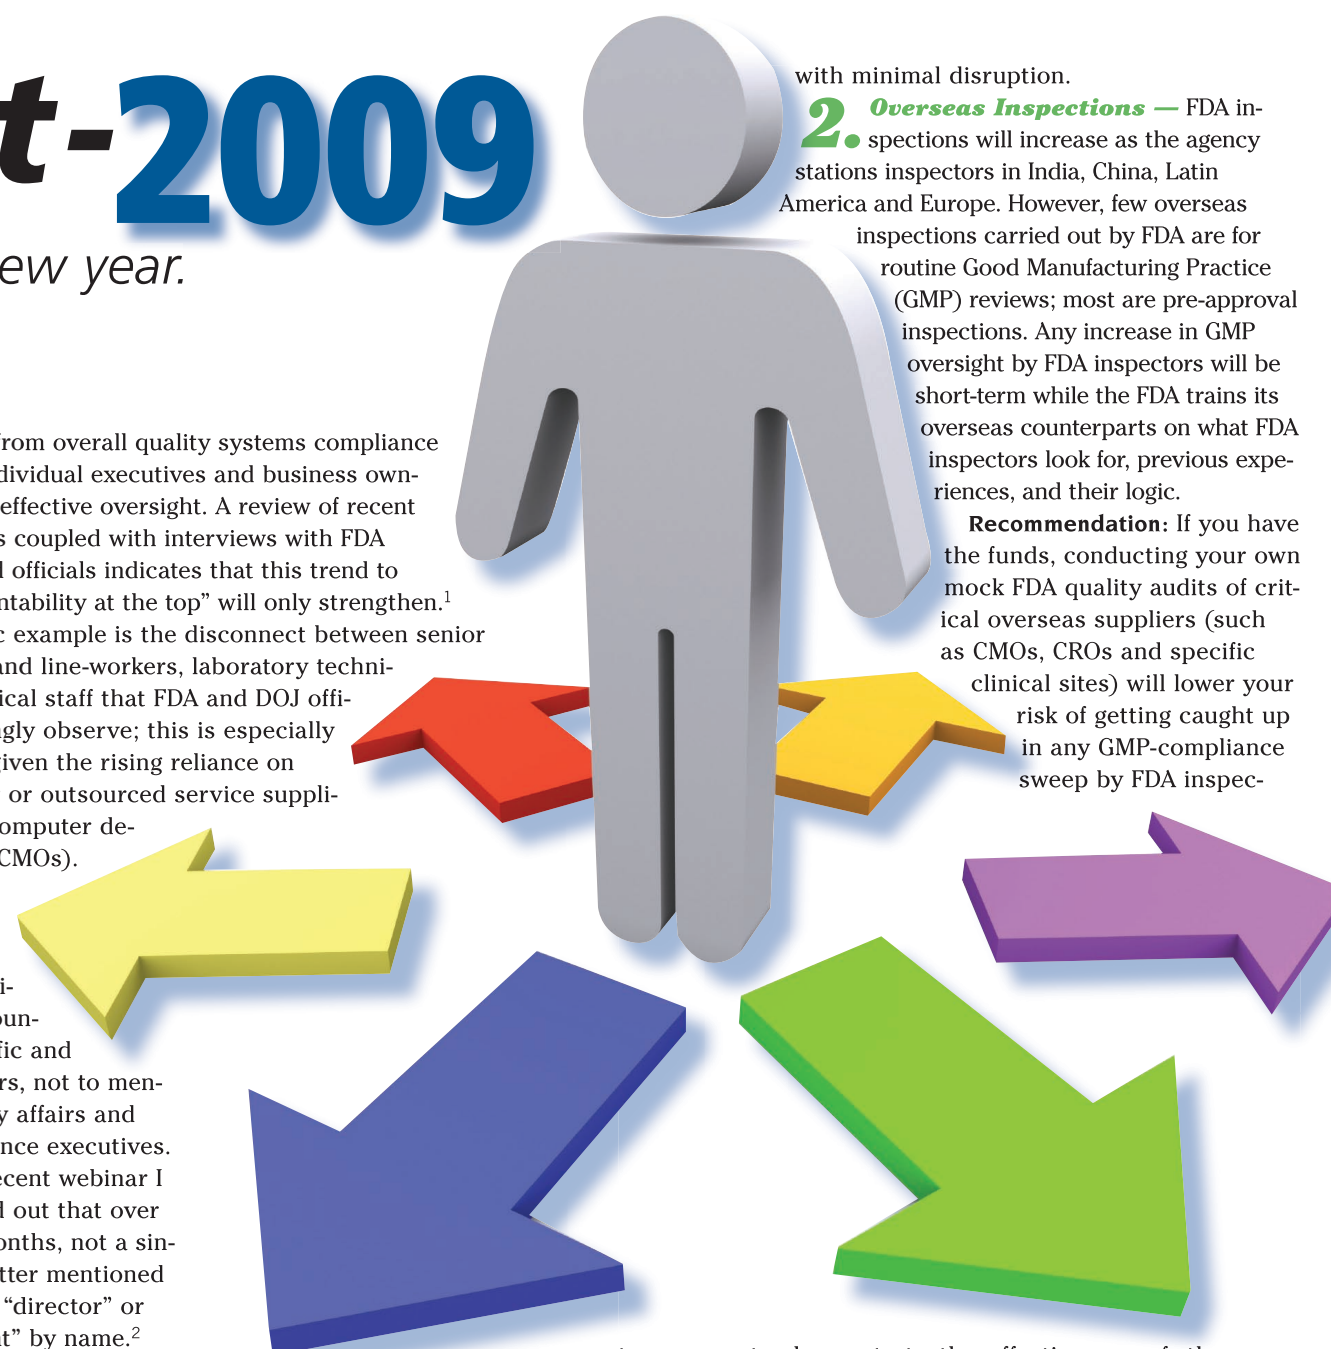 t-2009
ew year.
from overall quality systems compliance
dividual executives and business own-
effective oversight. A review of recent
s coupled with interviews with FDA
l officials indicates that this trend to
ntability at the top” will only strengthen.1
c example is the disconnect between senior
and line-workers, laboratory techni-
ical staff that FDA and DOJ offi-
gly observe; this is especially
given the rising reliance on
or outsourced service suppli-
omputer de-
CMOs).
i-
oun-
fic and
rs, not to men-
y affairs and
nce executives.
ecent webinar I
d out that over
onths, not a sin-
tter mentioned
“director” or
it” by name.2
with minimal disruption.
2. Overseas Inspections — FDA in-
spections will increase as the agency
stations inspectors in India, China, Latin
America and Europe. However, few overseas
inspections carried out by FDA are for
routine Good Manufacturing Practice
(GMP) reviews; most are pre-approval
inspections. Any increase in GMP
oversight by FDA inspectors will be
short-term while the FDA trains its
overseas counterparts on what FDA
inspectors look for, previous expe-
riences, and their logic.
Recommendation: If you have
the funds, conducting your own
mock FDA quality audits of crit-
ical overseas suppliers (such
as CMOs, CROs and specific
clinical sites) will lower your
risk of getting caught up
in any GMP-compliance
sweep by FDA inspec-